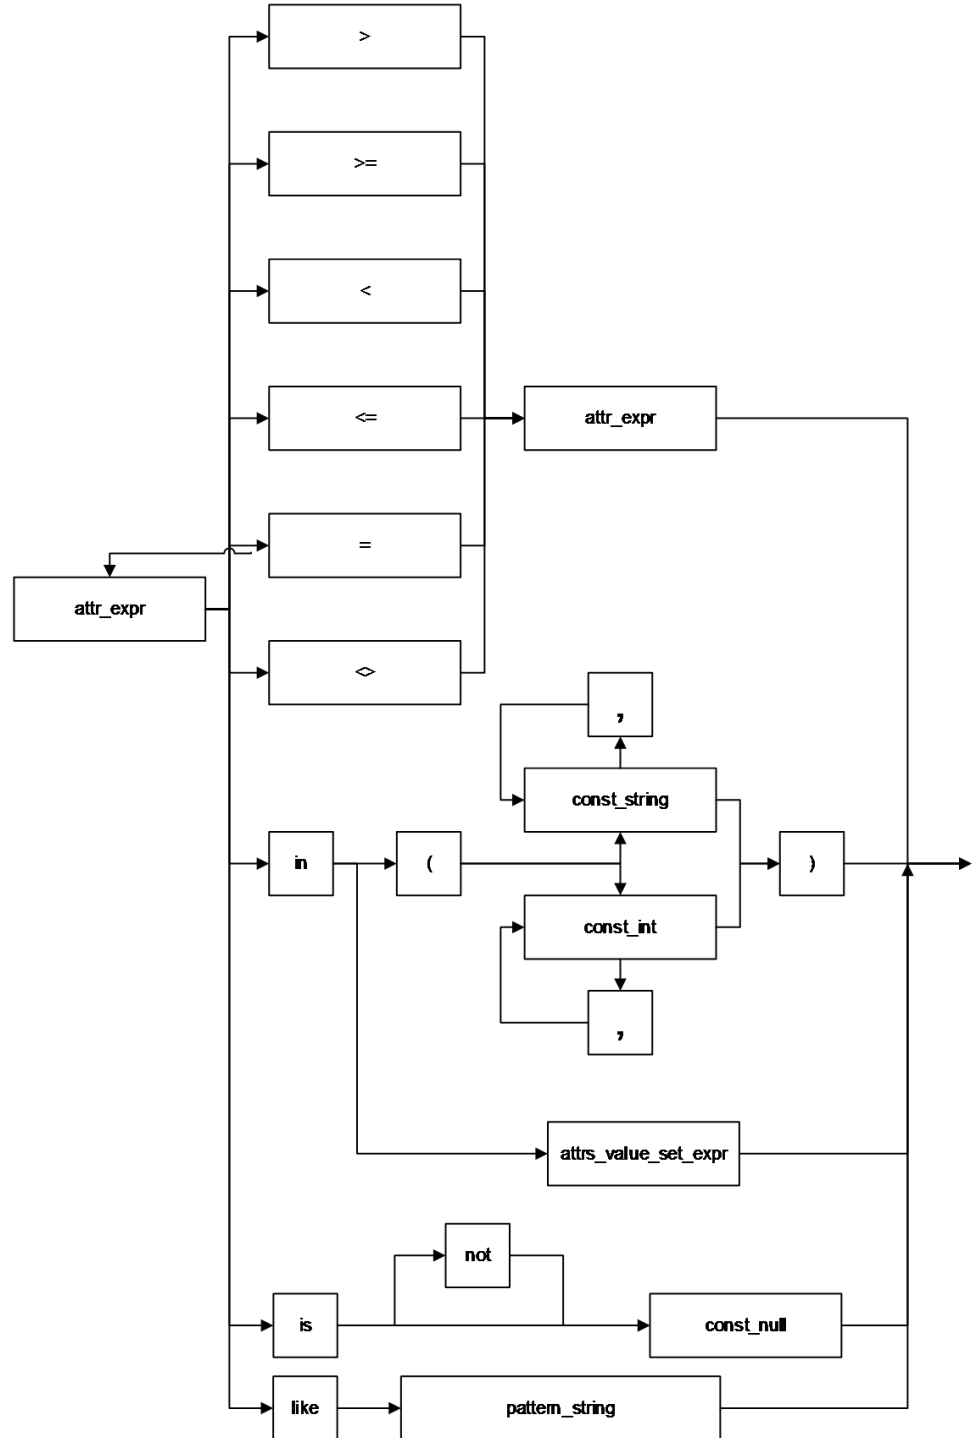 >
>=
<
<=
attr_expr
=
attr_expr
<>
,
const_string
in
(
)
const_int
,
attrs_value_set_expr
not
is
const_null
like
pattern_string